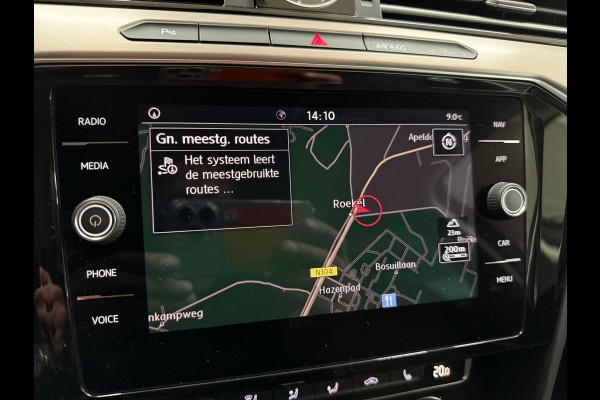 RADIO
MEDIA
PHONE
VOICE
NAV
APP
CAR
MENU
14:10
9.0°C
Gn. meestg. routes
Het systeem leert
de meestgebruikte
routes ...
Apeldo
N
Roekel
23m
200m
N104
Bosuillaan
Hazenpad
nkampweg
20.0